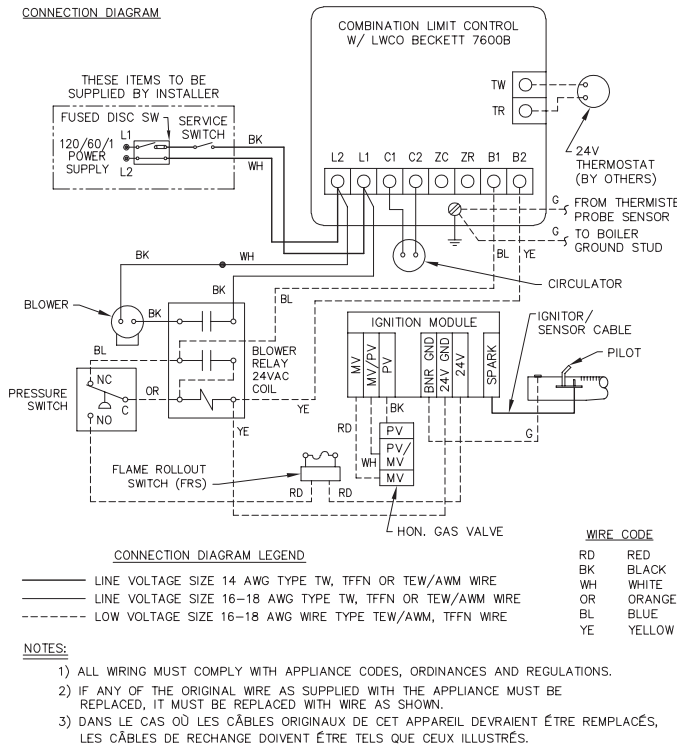 CONNECTION DIAGRAM
COMBINATION LIMIT CONTROL
W/ LWCO BECKETT 7600B
TW
TR
24V
THERMOSTAT
(BY OTHERS)
THESE ITEMS TO BE
SUPPLIED BY INSTALLER
FUSED DISC SW
SERVICE
SWITCH
L1
120/60/1
POWER
SUPPLY
L2
BK
WH
L2 L1 C1 C2 ZC ZR B1 B2
G
FROM THERMISTE
PROBE SENSOR
G
TO BOILER
GROUND STUD
BL
YE
CIRCULATOR
BK
WH
BK
BL
BLOWER
BK
BL
BLOWER
RELAY
24VAC
COIL
PRESSURE
SWITCH
NC
C
NO
OR
YE
YE
IGNITION MODULE
MV
MV/PV
PV
BNR GND
24V GND
24V
SPARK
IGNITOR/
SENSOR CABLE
PILOT
G
BK
RD
WH
PV
PV/
MV
MV
FLAME ROLLOUT
SWITCH (FRS)
RD
RD
HON. GAS VALVE
WIRE CODE
RD RED
BK BLACK
WH WHITE
OR ORANGE
BL BLUE
YE YELLOW
CONNECTION DIAGRAM LEGEND
LINE VOLTAGE SIZE 14 AWG TYPE TW, TFFN OR TEW/AWM WIRE
LINE VOLTAGE SIZE 16-18 AWG TYPE TW, TFFN OR TEW/AWM WIRE
LOW VOLTAGE SIZE 16-18 AWG WIRE TYPE TEW/AWM, TFFN WIRE
NOTES:
1) ALL WIRING MUST COMPLY WITH APPLIANCE CODES, ORDINANCES AND REGULATIONS.
2) IF ANY OF THE ORIGINAL WIRE AS SUPPLIED WITH THE APPLIANCE MUST BE
REPLACED, IT MUST BE REPLACED WITH WIRE AS SHOWN.
3) DANS LE CAS OÙ LES CÂBLES ORIGINAUX DE CET APPAREIL DEVRAIENT ÉTRE REMPLACÉS,
LES CÂBLES DE RECHANGE DOIVENT ÉTRE TELS QUE CEUX ILLUSTRÉS.